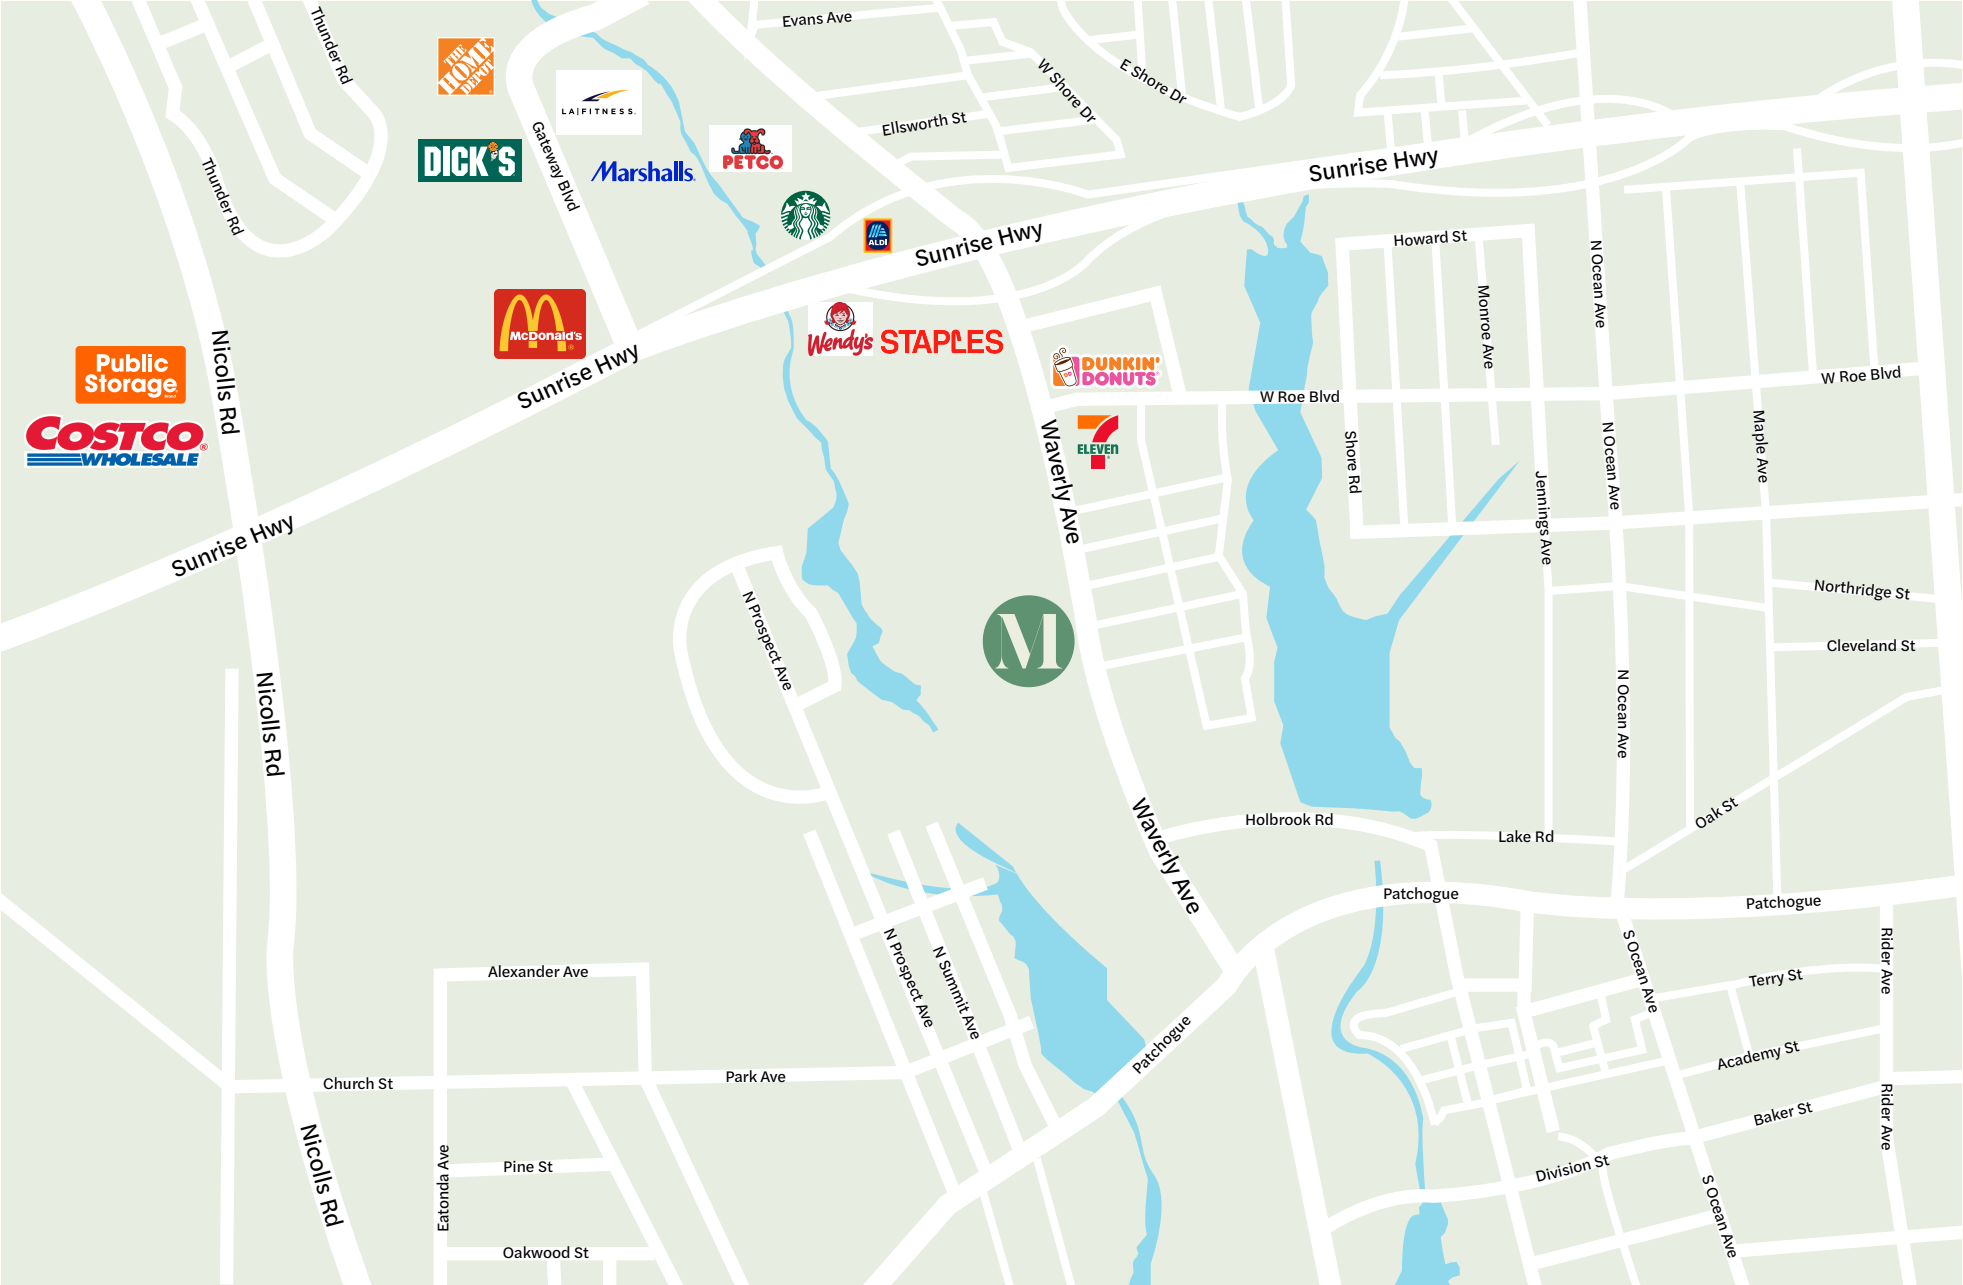 Thunder Rd
Evans Ave
THE
HOME
DEPOT
LA|FITNESS.
W Shore Dr
E Shore Dr
Ellsworth St
Gateway Blvd
DICK'S
Marshalls.
PETCO
Thunder Rd
Sunrise Hwy
ALDI
Sunrise Hwy
Howard St
N Ocean Ave
Monroe Ave
McDonald's
Wendy's
STAPLES
Sunrise Hwy
Nicolls Rd
Public
Storage
COSTCO
WHOLESALE
DUNKIN'
DONUTS
W Roe Blvd
W Roe Blvd
7
ELEVEN
Waverly Ave
Shore Rd
N Ocean Ave
Maple Ave
Jennings Ave
Sunrise Hwy
N Prospect Ave
M
Northridge St
Cleveland St
Nicolls Rd
N Ocean Ave
Holbrook Rd
Lake Rd
Oak St
Waverly Ave
Patchogue
Patchogue
N Prospect Ave
N Summit Ave
S Ocean Ave
Rider Ave
Alexander Ave
Terry St
Patchogue
Academy St
Church St
Park Ave
Baker St
Rider Ave
Nicolls Rd
Eatonda Ave
Pine St
Division St
S Ocean Ave
Oakwood St